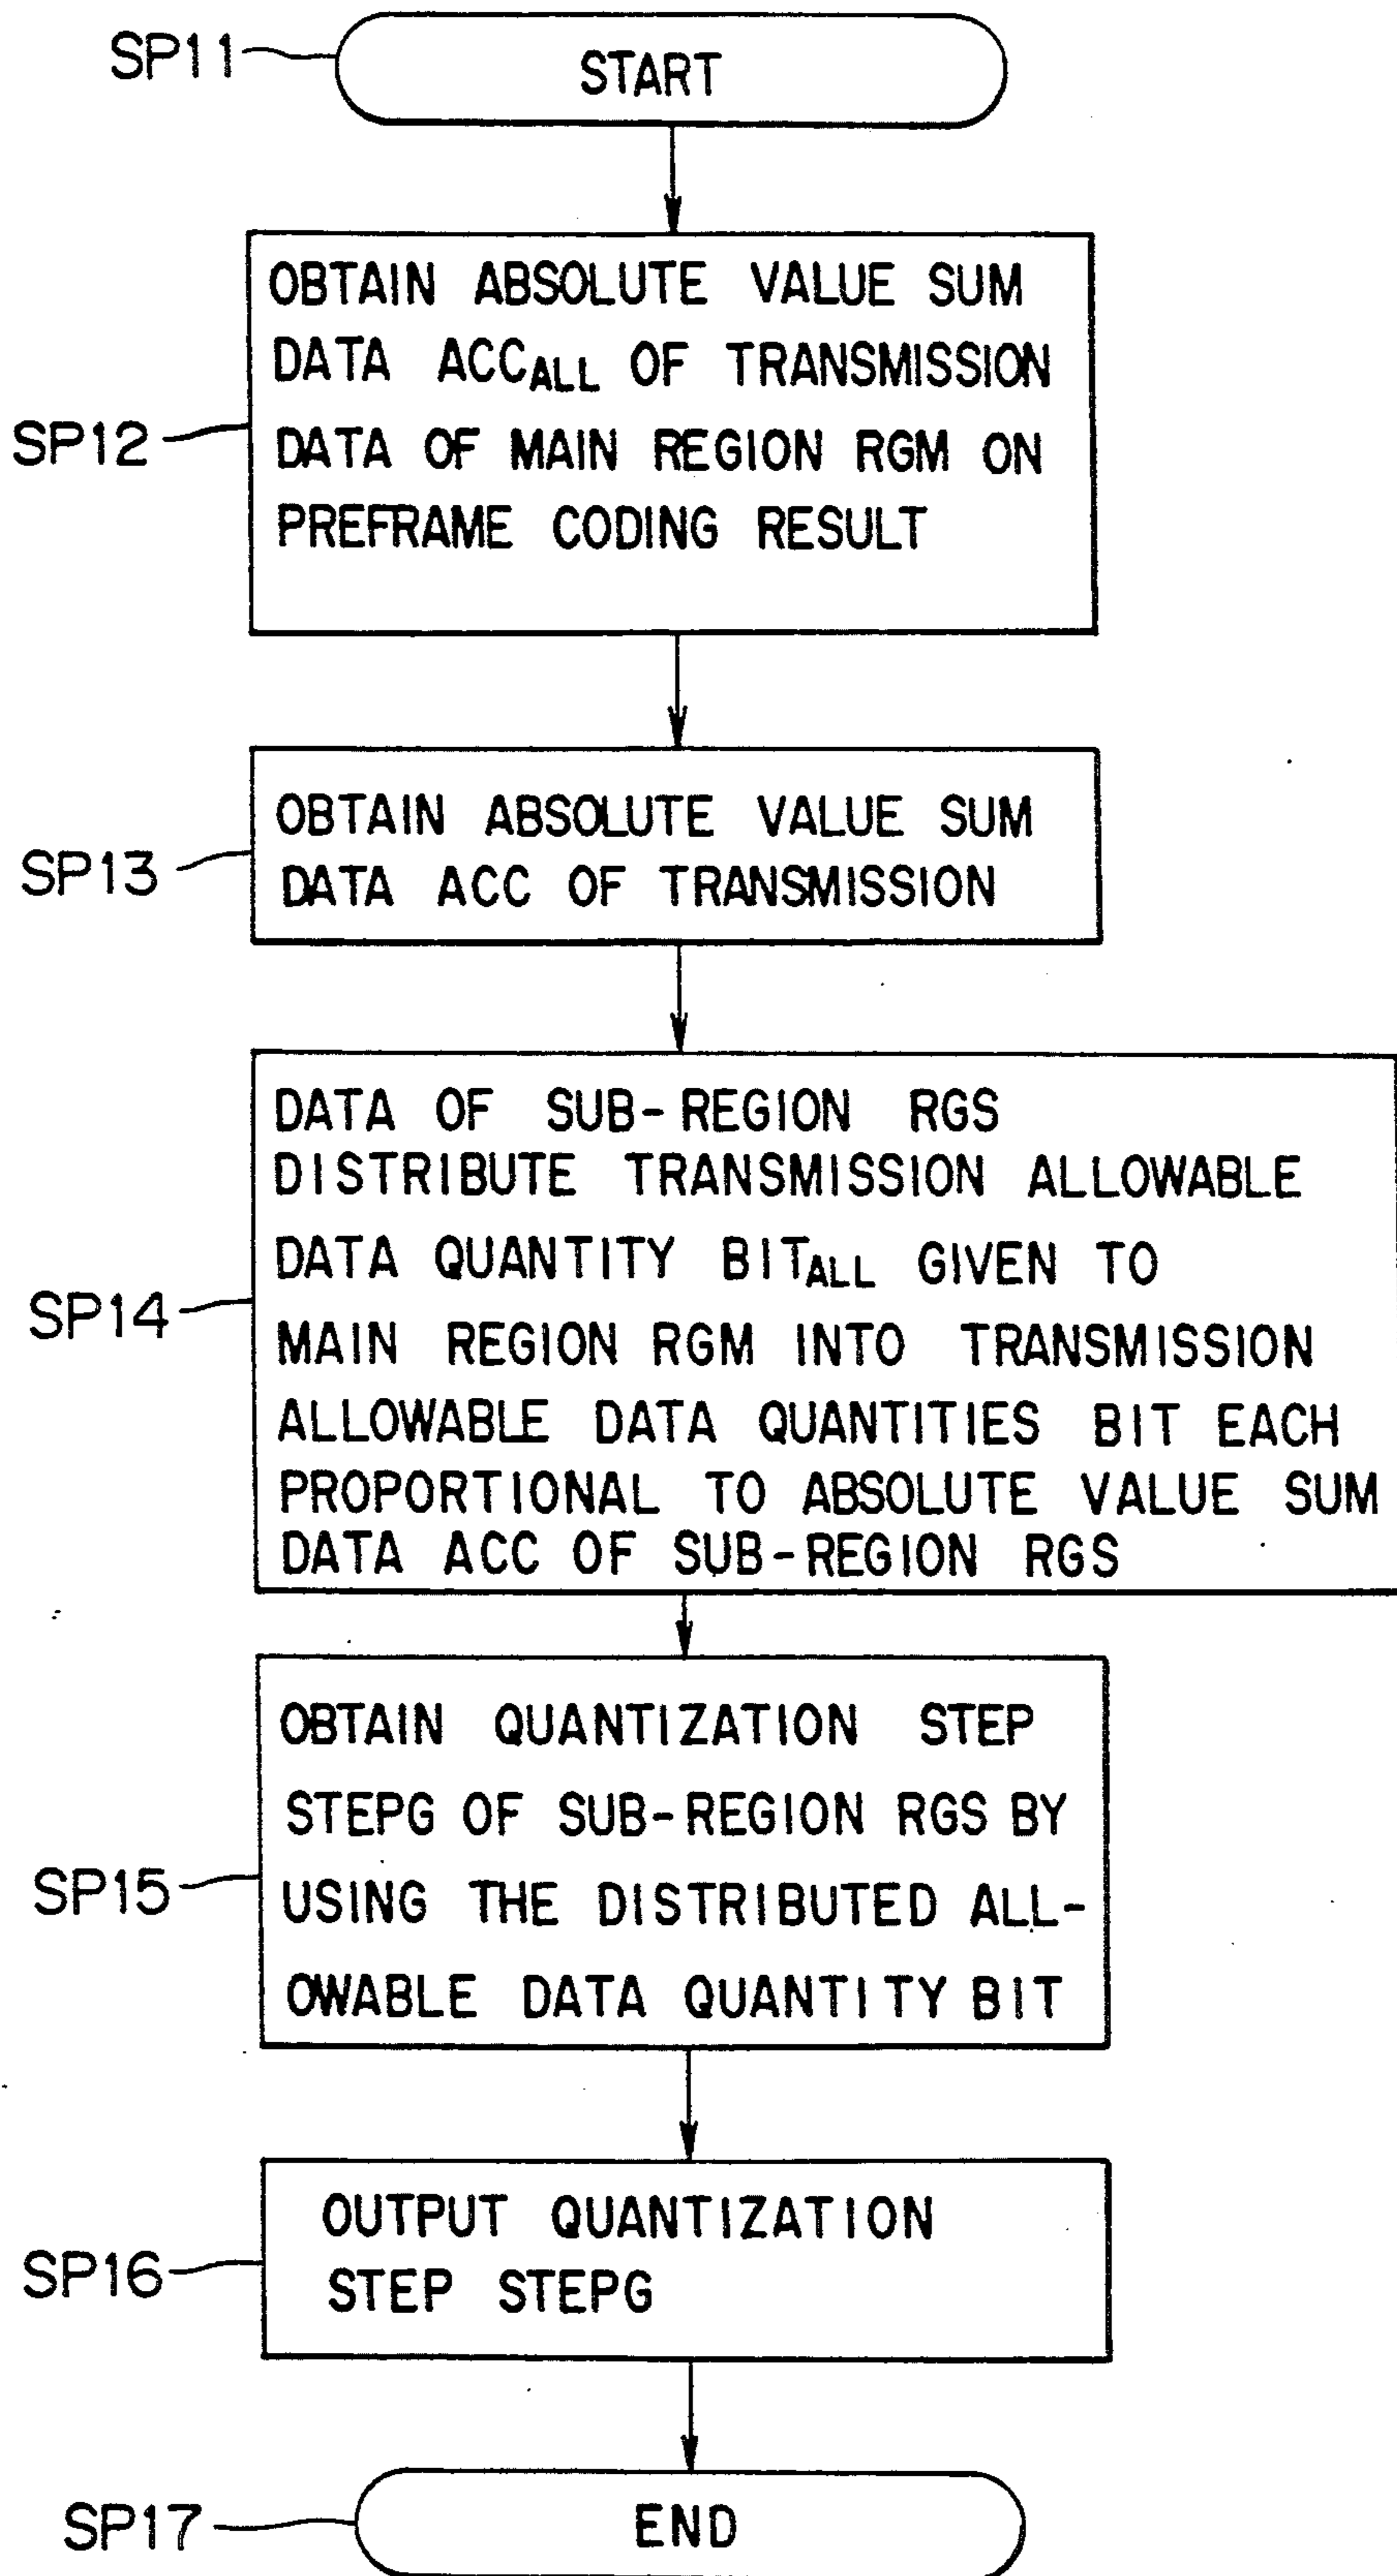 SP11
START
OBTAIN ABSOLUTE VALUE SUM
DATA ACCALL OF TRANSMISSION
SP12
DATA OF MAIN REGION RGM ON
PREFRAME CODING RESULT
OBTAIN ABSOLUTE VALUE SUM
SP13
DATA ACC OF TRANSMISSION
DATA OF SUB-REGION RGS
DISTRIBUTE TRANSMISSION ALLOWABLE
DATA QUANTITY BITALL GIVEN TO
SP14
MAIN REGION RGM INTO TRANSMISSION
ALLOWABLE DATA QUANTITIES BIT EACH
PROPORTIONAL TO ABSOLUTE VALUE SUM
DATA ACC OF SUB-REGION RGS
OBTAIN QUANTIZATION STEP
STEPG OF SUB-REGION RGS BY
SP15
USING THE DISTRIBUTED ALL-
OWABLE DATA QUANTITY BIT
OUTPUT QUANTIZATION
SP16
STEP STEPG
SP17
END